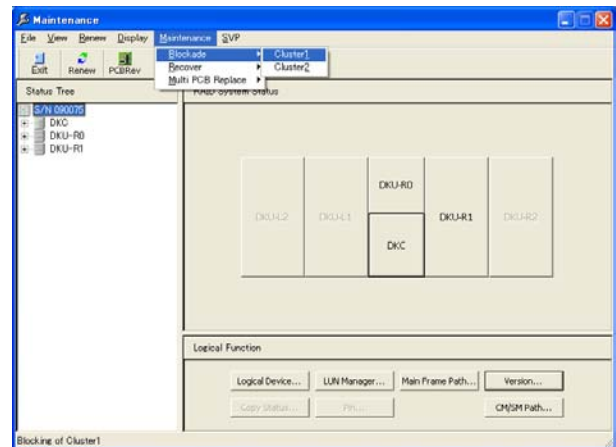 Maintenance
File View Renew Display Maintenance SVP
Blockade
Recover
Multi PCB Replace
Cluster1
Cluster2
Exit Renew PCBRev
Status Tree
S/N 090075
DKC
DKU-R0
DKU-R1
RAID System Status
DKU-L2 DKU-L1 DKU-R0 DKU-R1 DKU-R2
DKC
Logical Function
Logical Device... LUN Manager... Main Frame Path... Version...
Copy Status... Pin... CM/SM Path...
Blocking of Cluster1